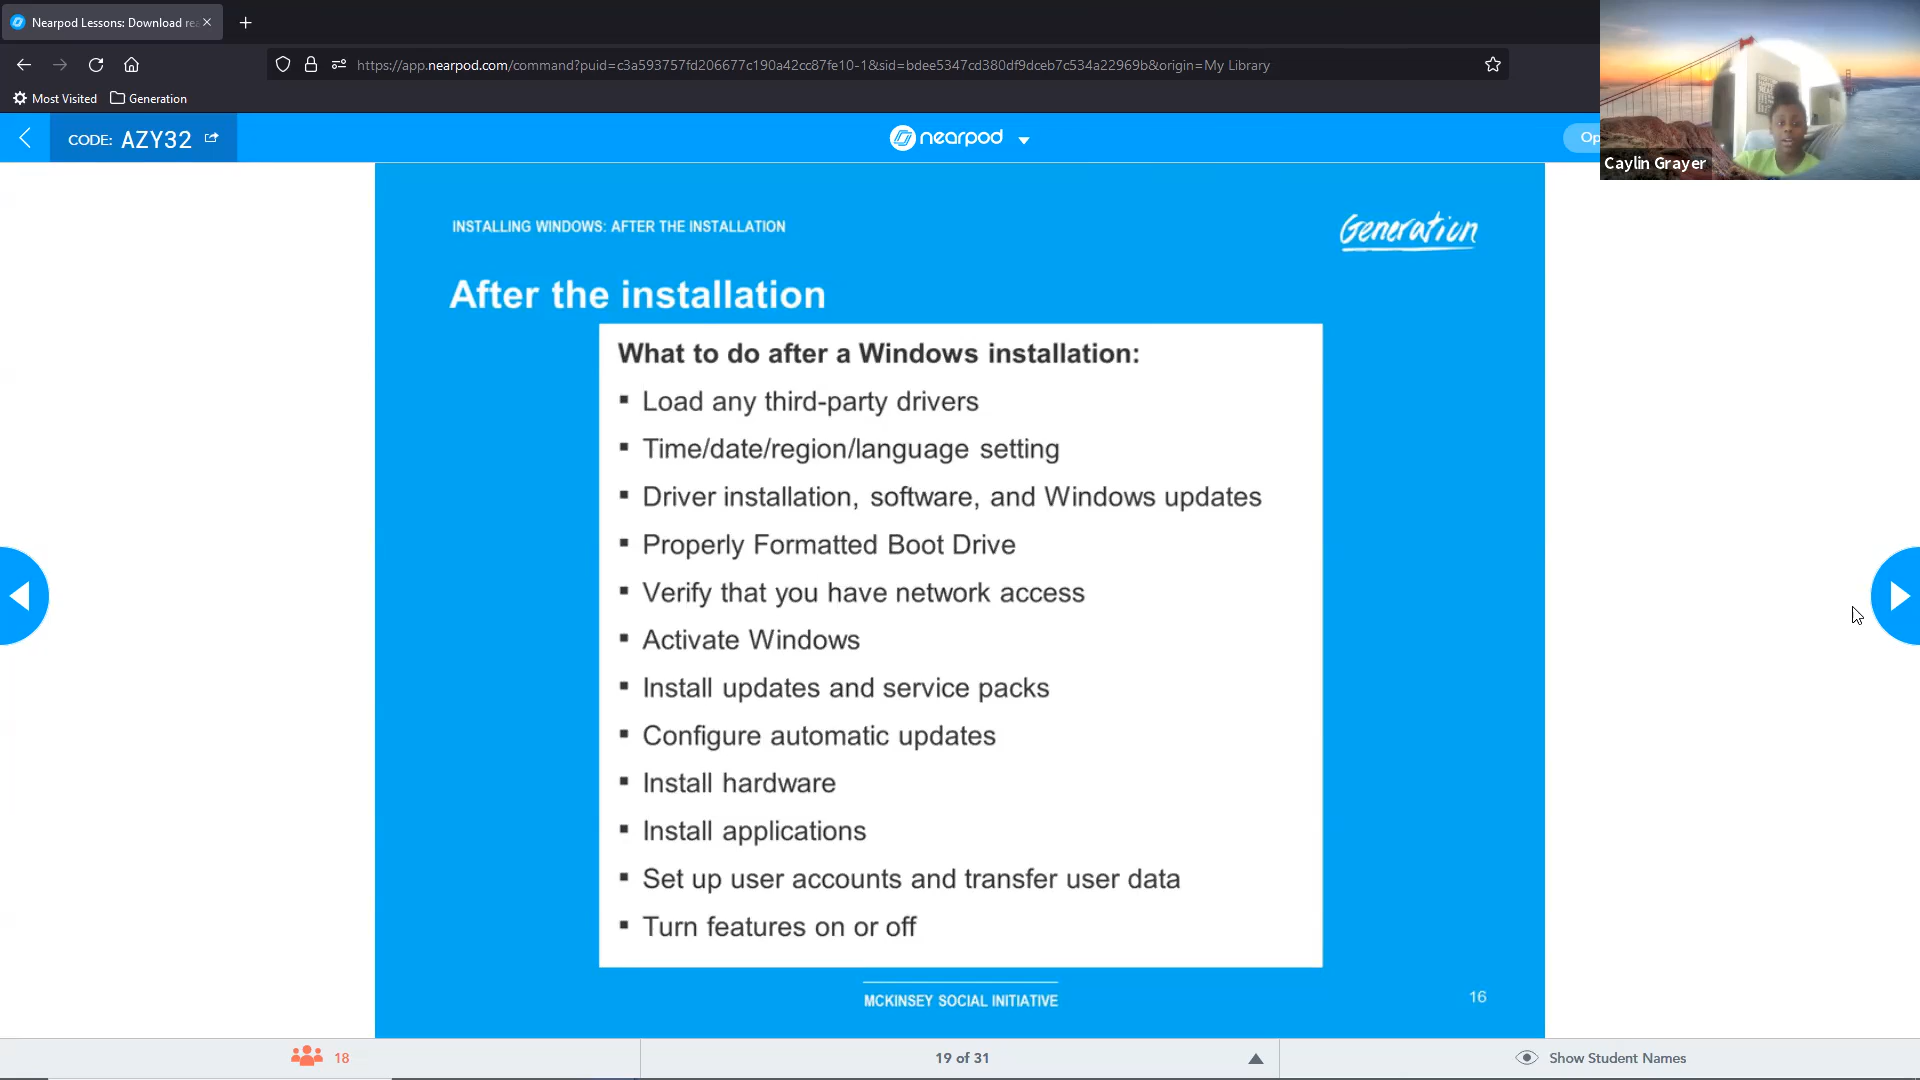 Nearpod Lessons: Download re
https://app.nearpod.com/command?puid=c3a593757fd206677c190a42cc87fe10-1&sid=bdee5347cd380df9dceb7c534a22969b&origin=My Library
Most Visited
Generation
CODE: AZY32
nearpod
Op
Caylin Grayer
INSTALLING WINDOWS: AFTER THE INSTALLATION
Generation
After the installation
What to do after a Windows installation:
▪ Load any third-party drivers
▪ Time/date/region/language setting
▪ Driver installation, software, and Windows updates
▪ Properly Formatted Boot Drive
▪ Verify that you have network access
▪ Activate Windows
▪ Install updates and service packs
▪ Configure automatic updates
▪ Install hardware
▪ Install applications
▪ Set up user accounts and transfer user data
▪ Turn features on or off
MCKINSEY SOCIAL INITIATIVE
16
18
19 of 31
Show Student Names